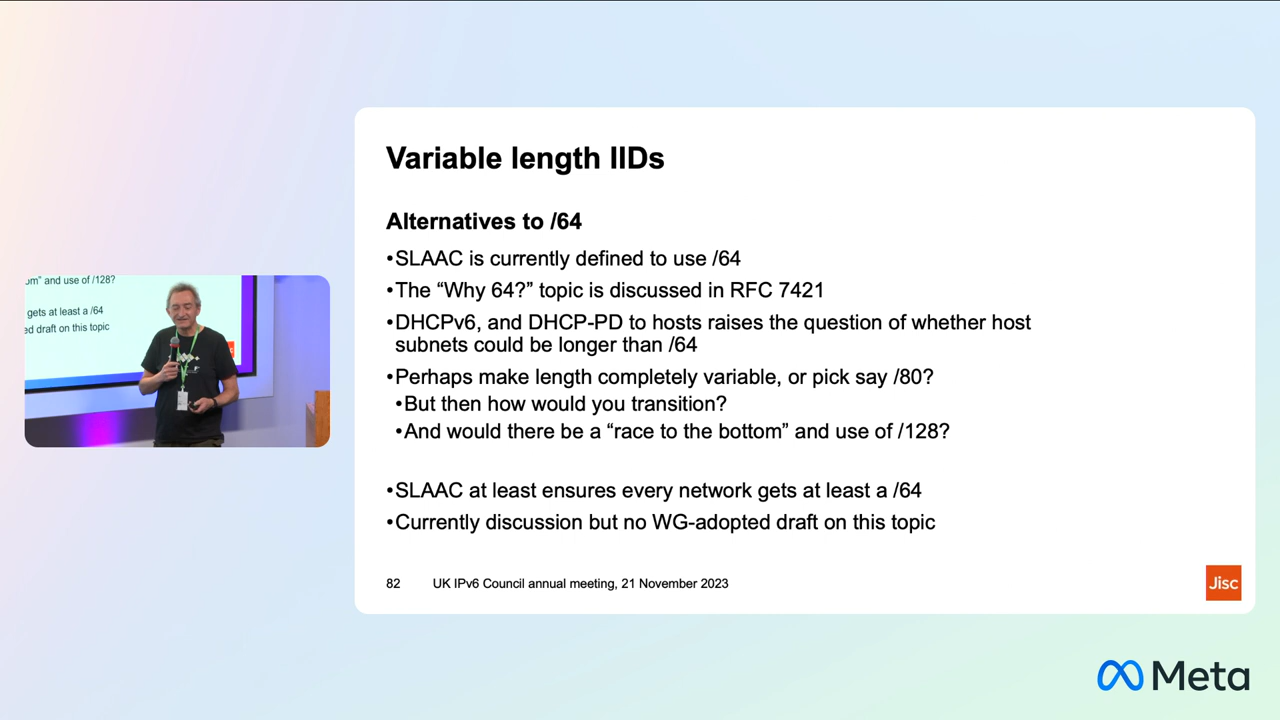 Variable length IIDs
Alternatives to /64
•SLAAC is currently defined to use /64
•The “Why 64?” topic is discussed in RFC 7421
•DHCPv6, and DHCP-PD to hosts raises the question of whether host
subnets could be longer than /64
•Perhaps make length completely variable, or pick say /80?
•But then how would you transition?
•And would there be a “race to the bottom” and use of /128?
•SLAAC at least ensures every network gets at least a /64
•Currently discussion but no WG-adopted draft on this topic
82 UK IPv6 Council annual meeting, 21 November 2023
Jisc
om” and use of /128?
gets at least a /64
ed draft on this topic
Meta